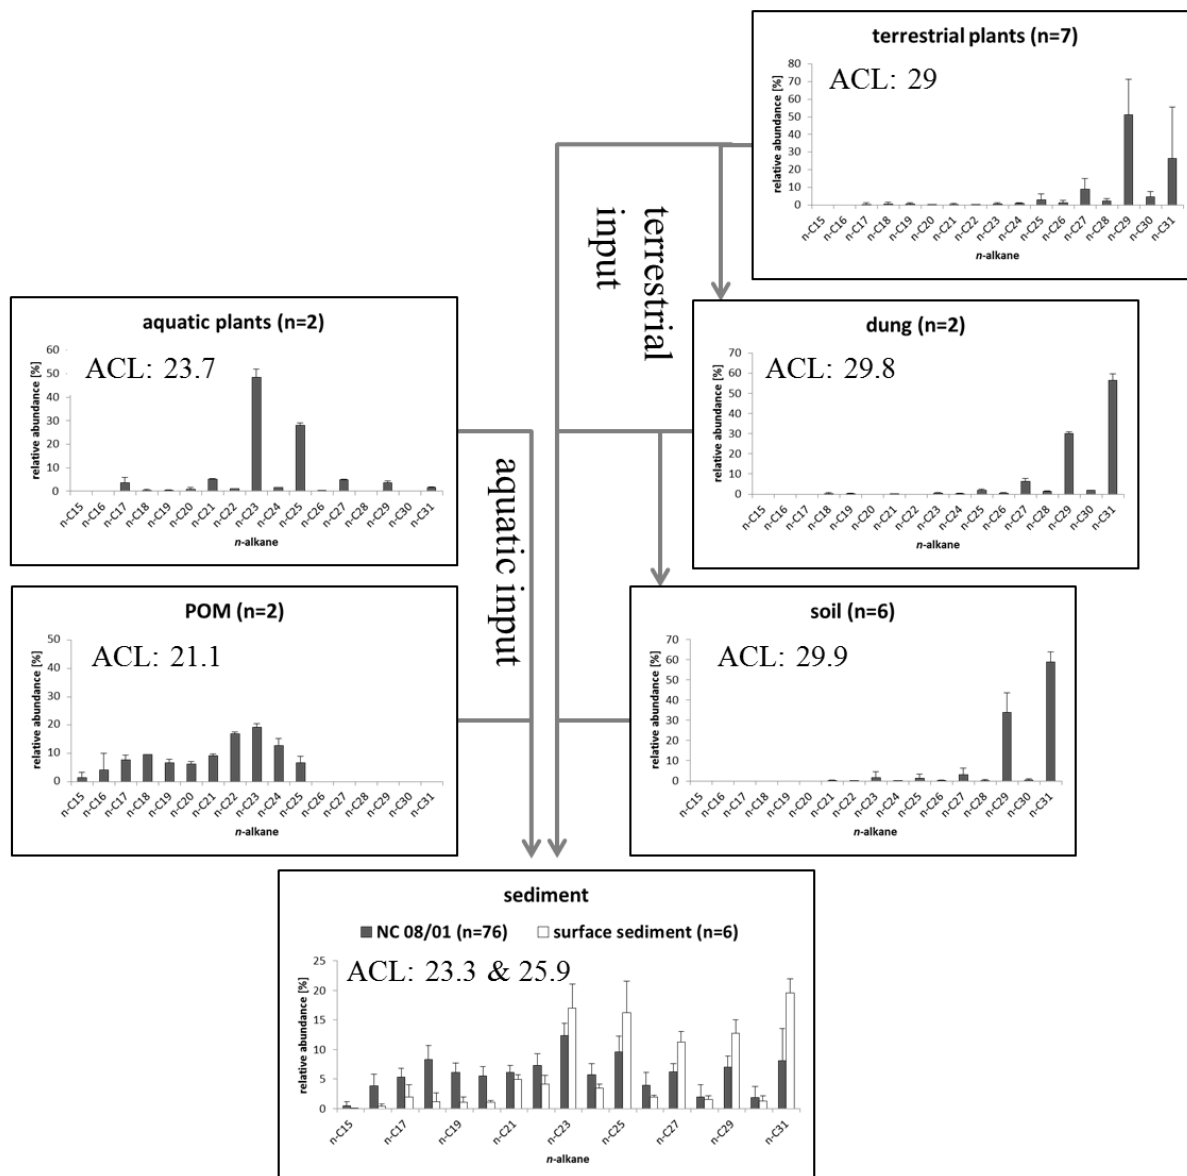 terrestrial plants (n=7)
ACL: 29
relative abundance [%]
80
70
60
50
40
30
20
10
0
n-C15
n-C16
n-C17
n-C18
n-C19
n-C20
n-C21
n-C22
n-C23
n-C24
n-C25
n-C26
n-C27
n-C28
n-C29
n-C30
n-C31
n-alkane
terrestrial
input
aquatic plants (n=2)
ACL: 23.7
relative abundance [%]
60
50
40
30
20
10
0
n-C15
n-C16
n-C17
n-C18
n-C19
n-C20
n-C21
n-C22
n-C23
n-C24
n-C25
n-C26
n-C27
n-C28
n-C29
n-C30
n-C31
n-alkane
dung (n=2)
ACL: 29.8
relative abundance [%]
70
60
50
40
30
20
10
0
n-C15
n-C16
n-C17
n-C18
n-C19
n-C20
n-C21
n-C22
n-C23
n-C24
n-C25
n-C26
n-C27
n-C28
n-C29
n-C30
n-C31
n-alkane
aquatic input
POM (n=2)
ACL: 21.1
relative abundance [%]
50
40
30
20
10
0
n-C15
n-C16
n-C17
n-C18
n-C19
n-C20
n-C21
n-C22
n-C23
n-C24
n-C25
n-C26
n-C27
n-C28
n-C29
n-C30
n-C31
n-alkane
soil (n=6)
ACL: 29.9
relative abundance [%]
70
60
50
40
30
20
10
0
n-C15
n-C16
n-C17
n-C18
n-C19
n-C20
n-C21
n-C22
n-C23
n-C24
n-C25
n-C26
n-C27
n-C28
n-C29
n-C30
n-C31
n-alkane
sediment
NC 08/01 (n=76) surface sediment (n=6)
ACL: 23.3 & 25.9
relative abundance [%]
25
20
15
10
5
0
n-C15
n-C17
n-C19
n-C21
n-C23
n-C25
n-C27
n-C29
n-C31
n-alkane